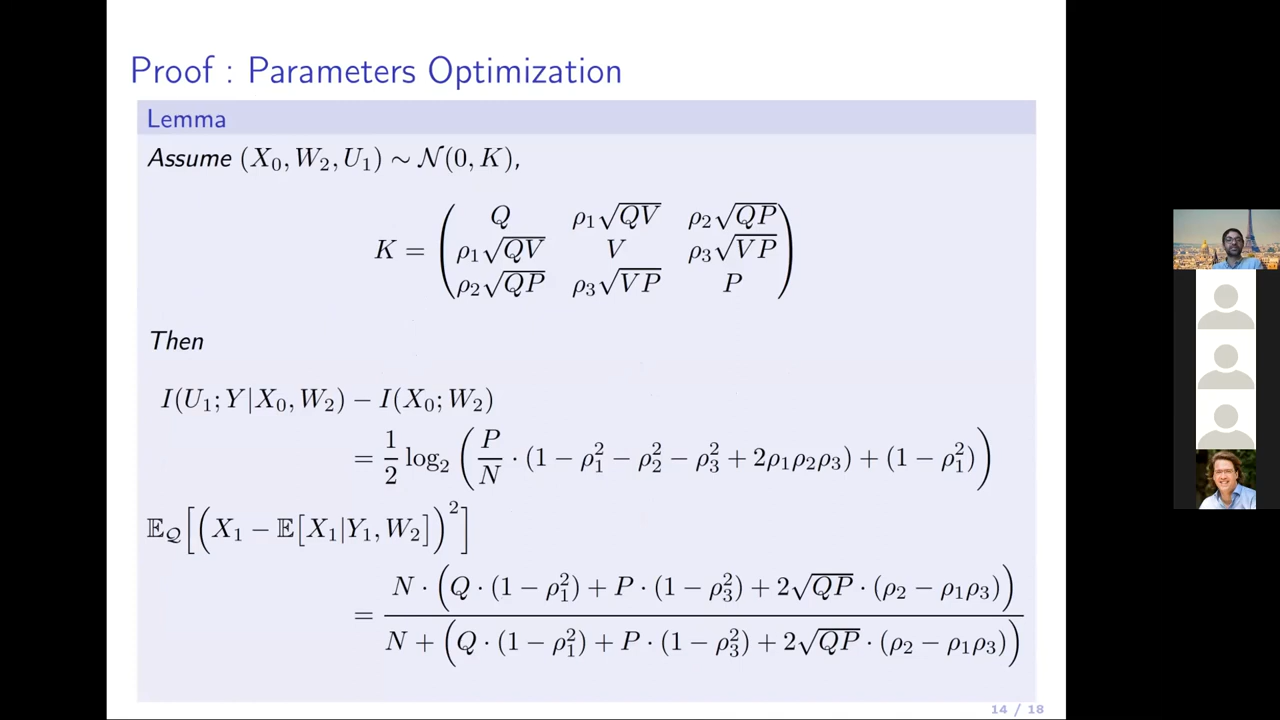 Proof : Parameters Optimization
Lemma
Assume (X₀, W₂, U₁) ∼ 𝒩(0, K),
K = ( Q ρ₁√QV ρ₂√QP
ρ₁√QV V ρ₃√VP
ρ₂√QP ρ₃√VP P )
Then
I(U₁; Y|X₀, W₂) − I(X₀; W₂)
= 1/2 log₂ ( P/N · (1 − ρ₁² − ρ₂² − ρ₃² + 2ρ₁ρ₂ρ₃) + (1 − ρ₁²) )
𝔼_𝒬[(X₁ − 𝔼[X₁|Y₁, W₂])²]
= N · (Q · (1 − ρ₁²) + P · (1 − ρ₃²) + 2√QP · (ρ₂ − ρ₁ρ₃))
N + (Q · (1 − ρ₁²) + P · (1 − ρ₃²) + 2√QP · (ρ₂ − ρ₁ρ₃))
14 / 18